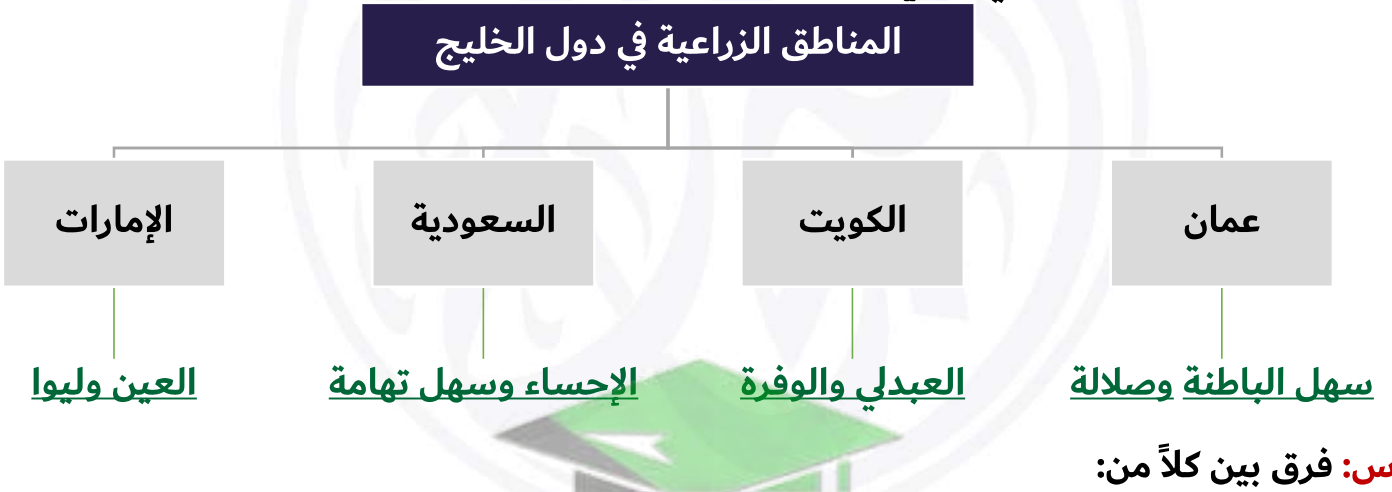 المناطق الزراعية في دول الخليج
عمان
الكويت
السعودية
الإمارات
سهل الباطنة وصلالة
العبدلي والوفرة
الإحساء وسهل تهامة
العين وليوا
س: فرق بين كلاً من: